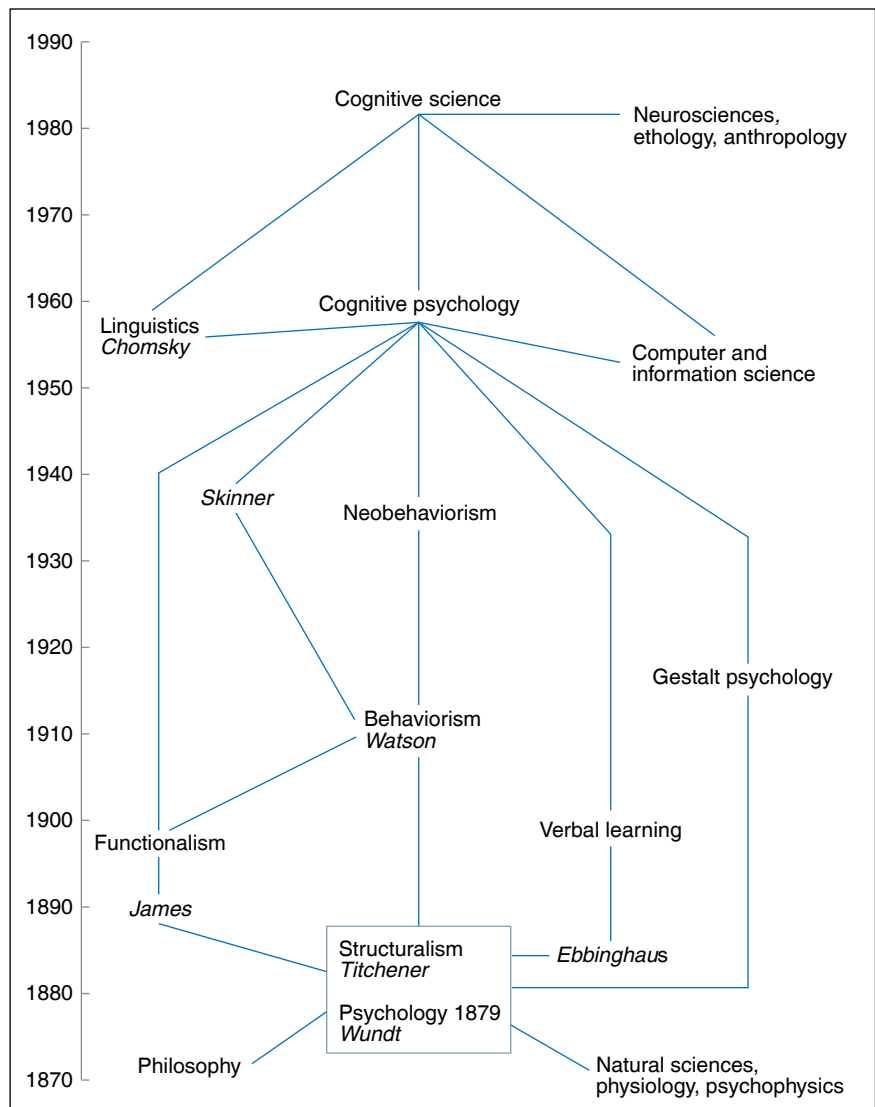 1990
Cognitive science
1980
Neurosciences,
ethology, anthropology
1970
1960
Cognitive psychology
Linguistics
Chomsky
Computer and
information science
1950
1940
Skinner
Neobehaviorism
1930
1920
Gestalt psychology
Behaviorism
Watson
1910
1900
Functionalism
Verbal learning
1890
James
Structuralism
Titchener
Ebbinghaus
1880
Psychology 1879
Wundt
Philosophy
Natural sciences,
physiology, psychophysics
1870